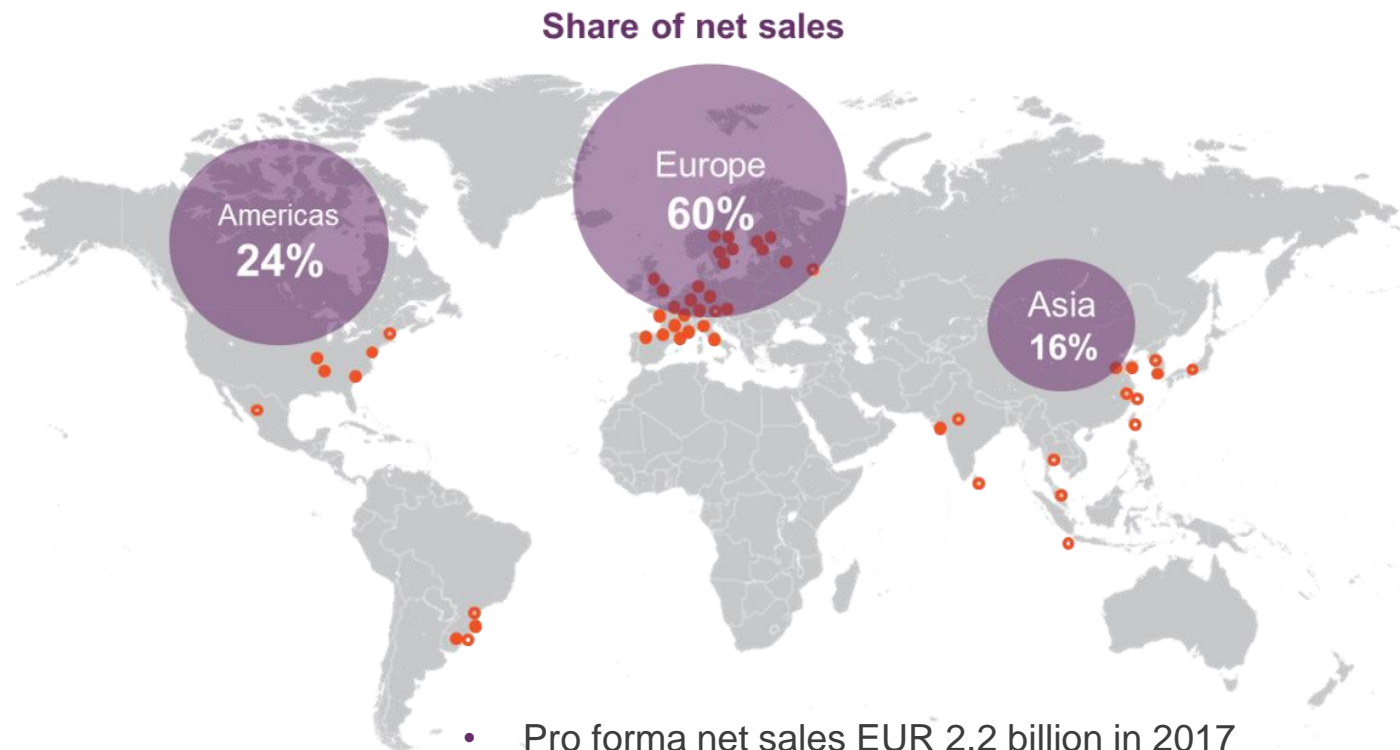 Share of net sales
Europe
60%
Americas
24%
Asia
16%
• Pro forma net sales EUR 2.2 billion in 2017